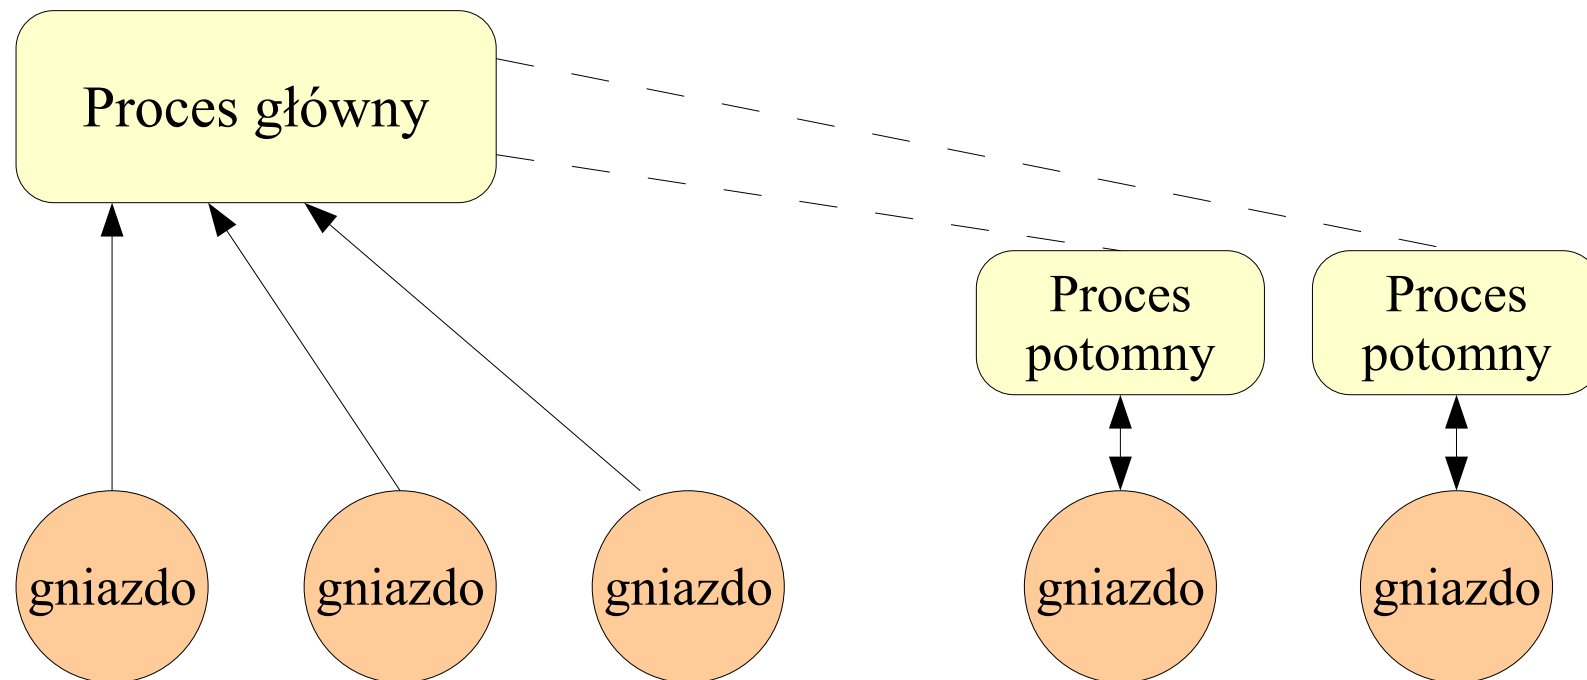 Proces główny
Proces
potomny
Proces
potomny
gniazdo
gniazdo
gniazdo
gniazdo
gniazdo